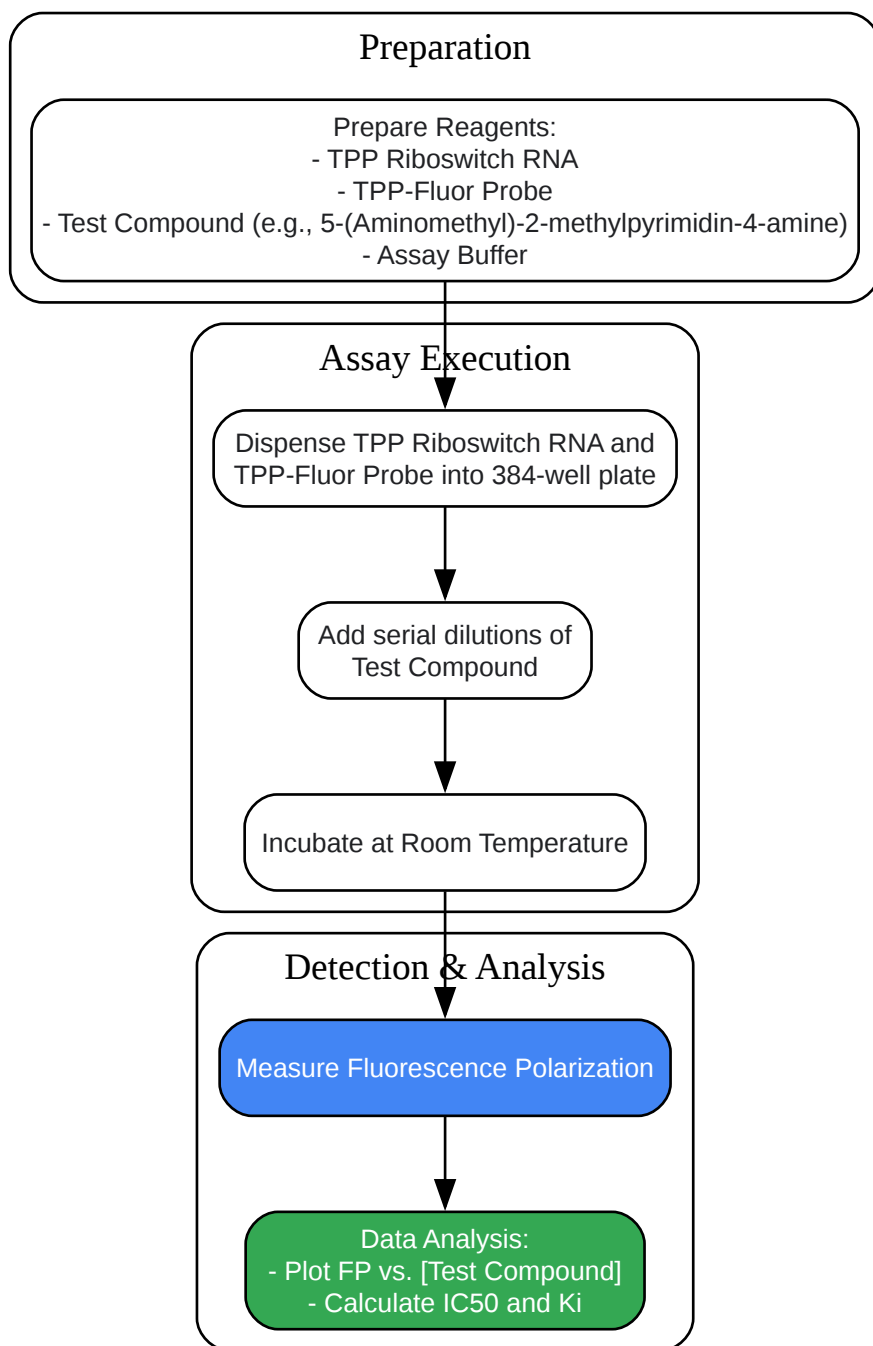 Preparation
Prepare Reagents:
- TPP Riboswitch RNA
- TPP-Fluor Probe
- Test Compound (e.g., 5-(Aminomethyl)-2-methylpyrimidin-4-amine)
- Assay Buffer
Assay Execution
Dispense TPP Riboswitch RNA and
TPP-Fluor Probe into 384-well plate
Add serial dilutions of
Test Compound
Incubate at Room Temperature
Detection & Analysis
Measure Fluorescence Polarization
Data Analysis:
- Plot FP vs. [Test Compound]
- Calculate IC50 and Ki